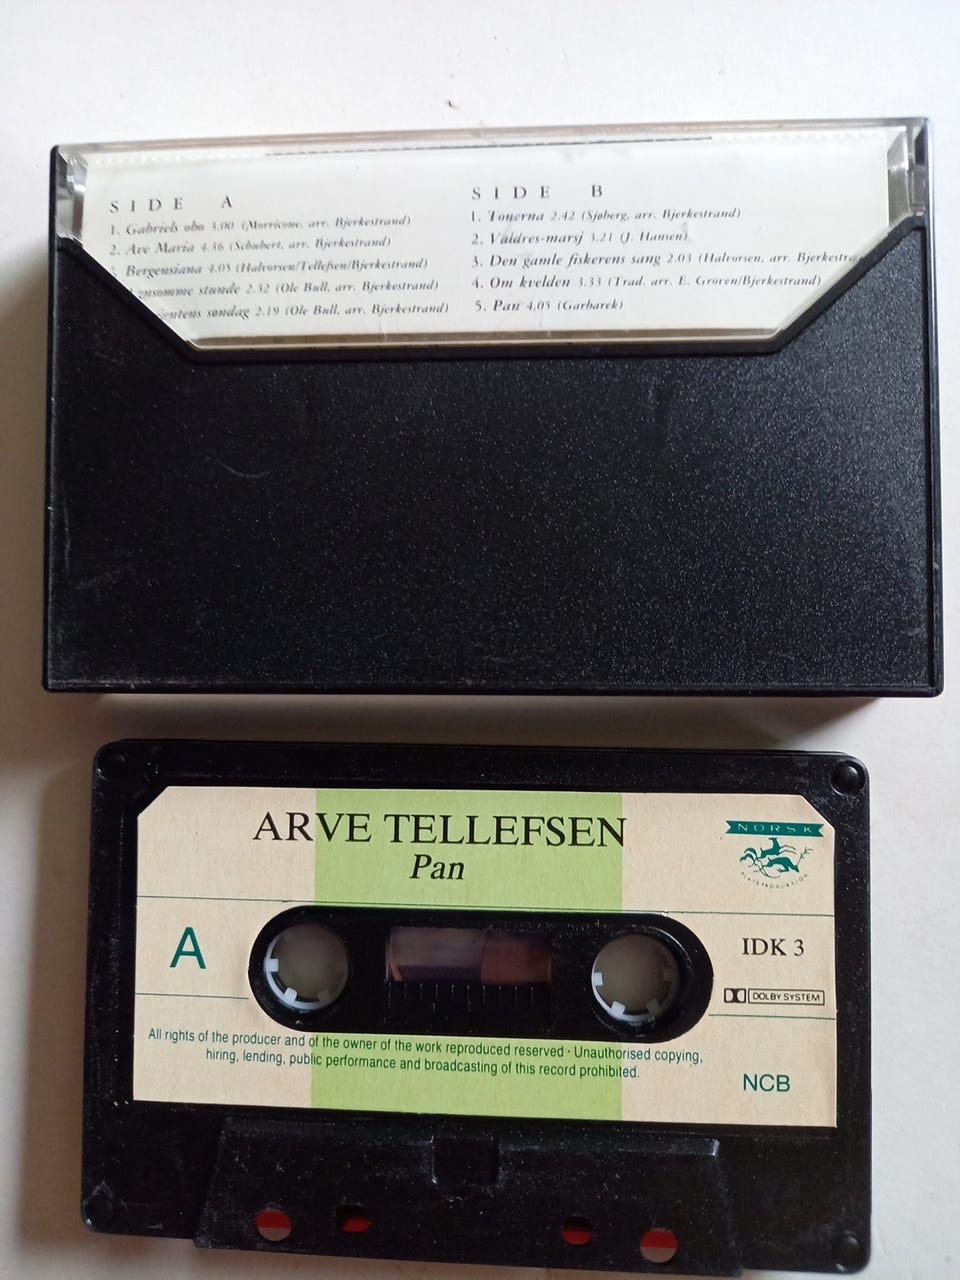 SIDE A
1. Gabriels obo 3.00 (Morricone, arr. Bjerkestrand)
2. Ave Maria 4.36 (Schubert, arr. Bjerkestrand)
Bergensiana 4.05 (Halvorsen/Tellefsen/Bjerkestrand)
ensomme stunde 2.32 (Ole Bull, arr. Bjerkestrand)
jentens søndag 2.19 (Ole Bull, arr. Bjerkestrand)
SIDE B
1. Tonerna 2.42 (Sjøberg, arr. Bjerkestrand)
2. Valdres-marsj 3.21 (J. Hansen)
3. Den gamle fiskerens sang 2.03 (Halvorsen, arr. Bjerkestra
4. Om kvelden 3.33 (Trad. arr. E. Groven/Bjerkestrand)
5. Pan 4.05 (Garbarek)
ARVE TELLEFSEN
Pan
NORSK
PLATEPRODUKSJON
A
IDK 3
DOLBY SYSTEM
All rights of the producer and of the owner of the work reproduced reserved · Unauthorised copying,
hiring, lending, public performance and broadcasting of this record prohibited.
NCB